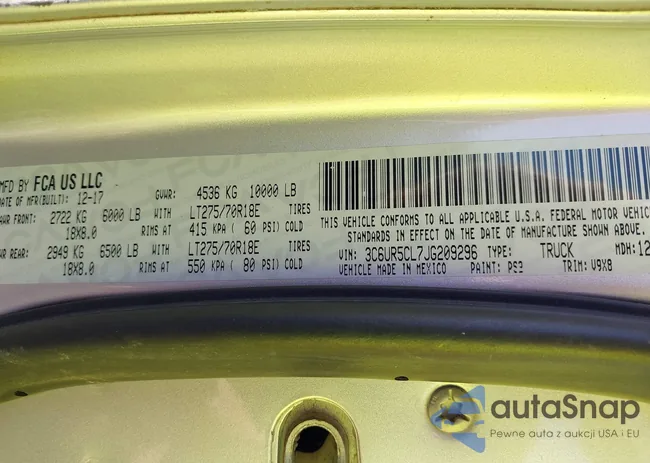 MFD BY FCA US LLC
DATE OF MFR(BUILT): 12-17 GVWR: 4536 KG 10000 LB
FRONT: 2722 KG 6000 LB WITH LT275/70R18E TIRES
18X8.0 RIMS AT 415 KPA ( 60 PSI) COLD
REAR: 2949 KG 6500 LB WITH LT275/70R18E TIRES
18X8.0 RIMS AT 550 KPA ( 80 PSI) COLD
THIS VEHICLE CONFORMS TO ALL APPLICABLE U.S.A. FEDERAL MOTOR VEHIC
STANDARDS IN EFFECT ON THE DATE OF MANUFACTURE SHOWN ABOVE.
VIN: 3C6UR5CL7JG209296 TYPE: TRUCK MDH: 12
VEHICLE MADE IN MEXICO PAINT: PS2 TRIM: V9X8
autaSnap
Pewne auta z aukcji USA i EU